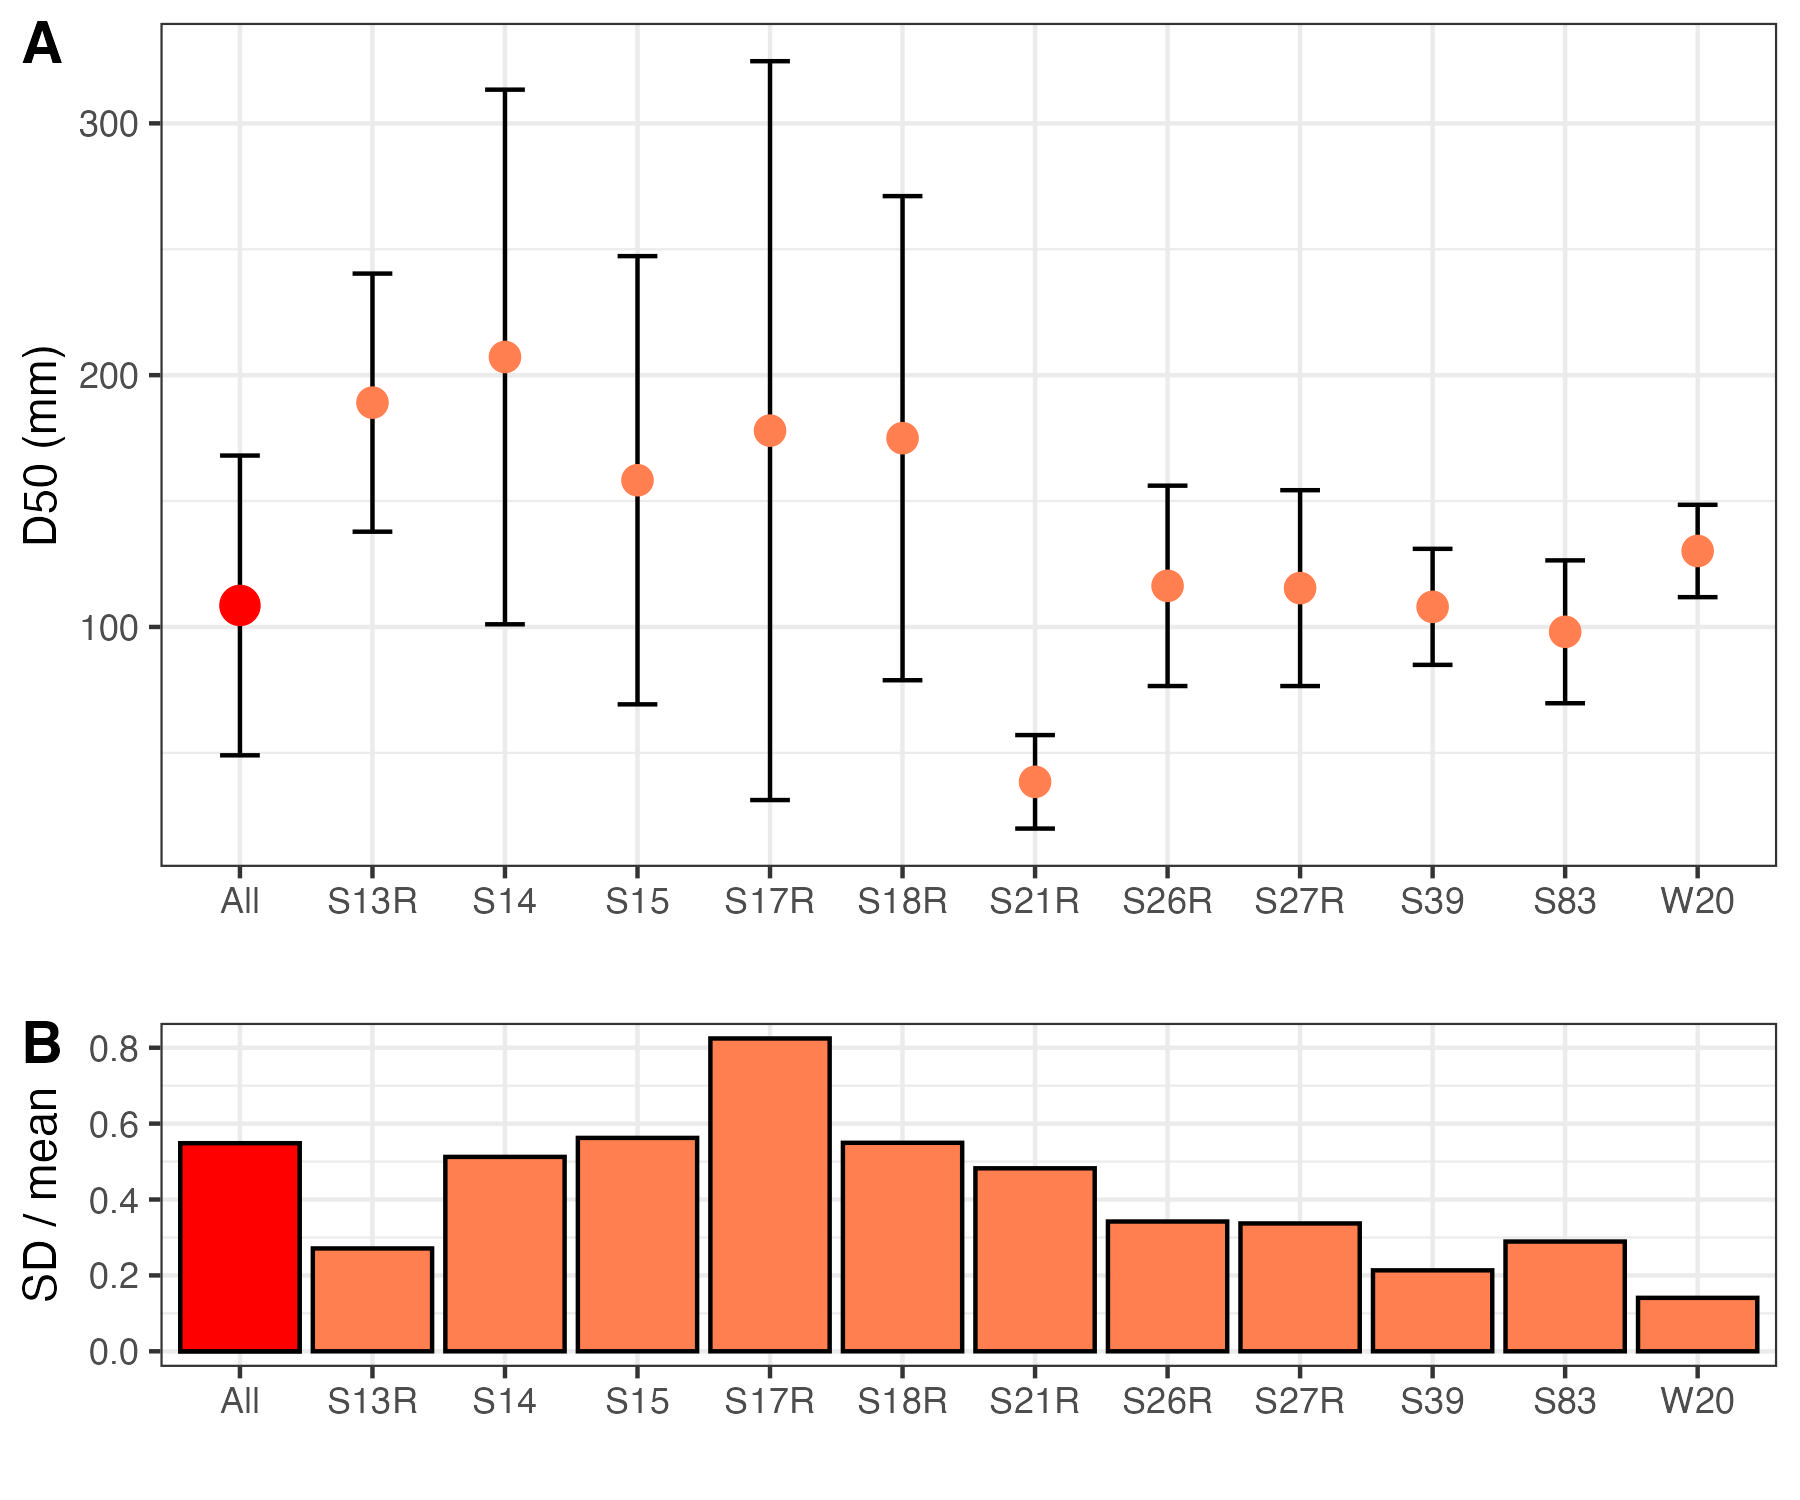 A
D50 (mm)
300
200
100
All S13R S14 S15 S17R S18R S21R S26R S27R S39 S83 W20
B
SD / mean
0.8
0.6
0.4
0.2
0.0
All S13R S14 S15 S17R S18R S21R S26R S27R S39 S83 W20